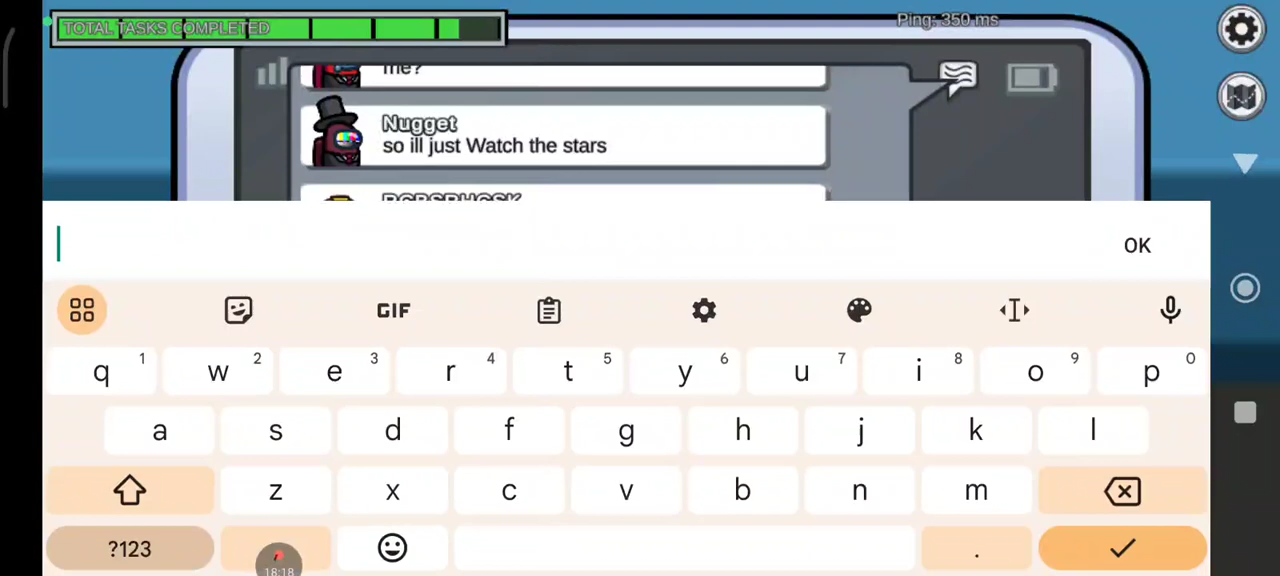 TOTAL TASKS COMPLETED
Ping: 350 ms
me?
Nugget
so ill just Watch the stars
OK
GIF
q 1 w 2 e 3 r 4 t 5 y 6 u 7 i 8 o 9 p 0
a s d f g h j k l
z x c v b n m
?123 .
18:18